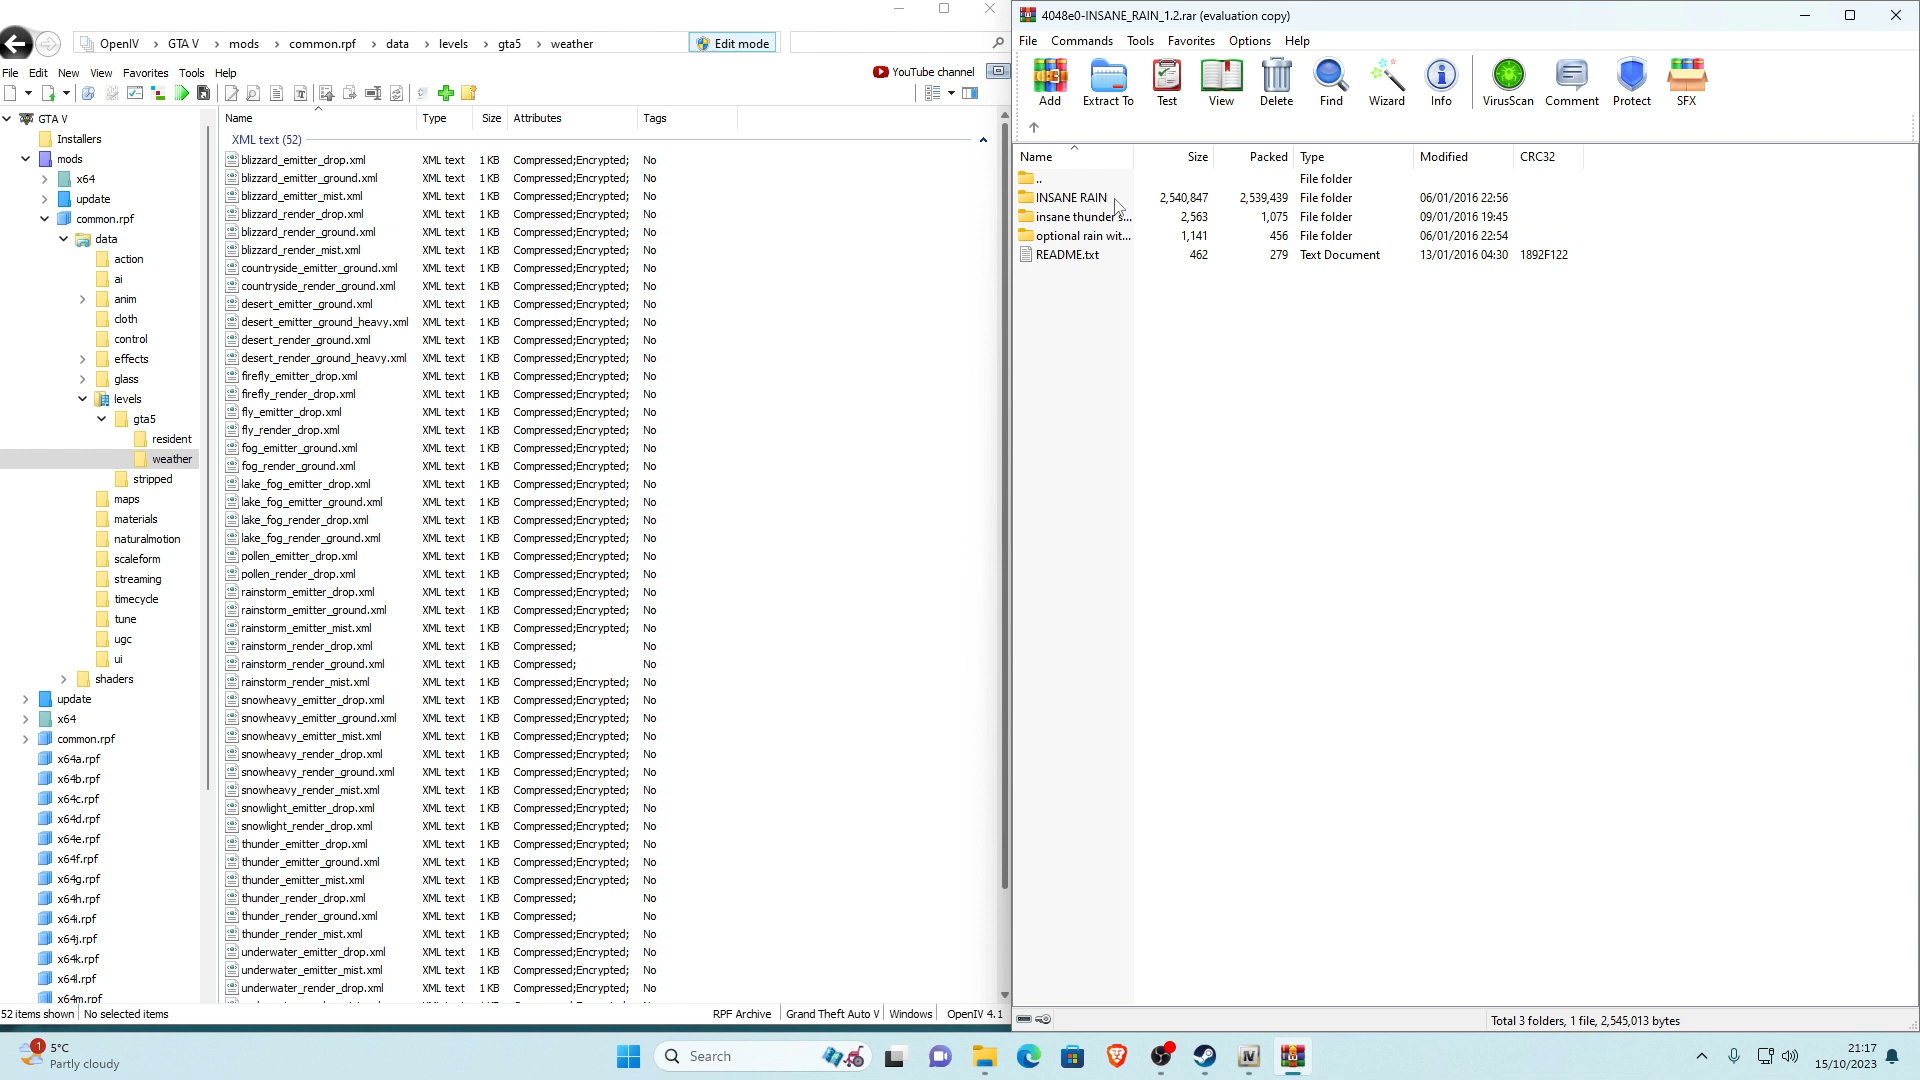 4048e0-INSANE_RAIN_1.2.rar (evaluation copy)
OpenIV › GTA V › mods › common.rpf › data › levels › gta5 › weather
Edit mode
File Edit New View Favorites Tools Help
YouTube channel
GTA V
Installers
mods
x64
update
common.rpf
data
action
ai
anim
cloth
control
effects
glass
levels
gta5
resident
weather
stripped
maps
materials
naturalmotion
scaleform
streaming
timecycle
tune
ugc
ui
shaders
update
x64
common.rpf
x64a.rpf
x64b.rpf
x64c.rpf
x64d.rpf
x64e.rpf
x64f.rpf
x64g.rpf
x64h.rpf
x64i.rpf
x64j.rpf
x64k.rpf
x64l.rpf
x64m.rpf
Name Type Size Attributes Tags
XML text (52)
blizzard_emitter_drop.xml XML text 1 KB Compressed;Encrypted; No
blizzard_emitter_ground.xml XML text 1 KB Compressed;Encrypted; No
blizzard_emitter_mist.xml XML text 1 KB Compressed;Encrypted; No
blizzard_render_drop.xml XML text 1 KB Compressed;Encrypted; No
blizzard_render_ground.xml XML text 1 KB Compressed;Encrypted; No
blizzard_render_mist.xml XML text 1 KB Compressed;Encrypted; No
countryside_emitter_ground.xml XML text 1 KB Compressed;Encrypted; No
countryside_render_ground.xml XML text 1 KB Compressed;Encrypted; No
desert_emitter_ground.xml XML text 1 KB Compressed;Encrypted; No
desert_emitter_ground_heavy.xml XML text 1 KB Compressed;Encrypted; No
desert_render_ground.xml XML text 1 KB Compressed;Encrypted; No
desert_render_ground_heavy.xml XML text 1 KB Compressed;Encrypted; No
firefly_emitter_drop.xml XML text 1 KB Compressed;Encrypted; No
firefly_render_drop.xml XML text 1 KB Compressed;Encrypted; No
fly_emitter_drop.xml XML text 1 KB Compressed;Encrypted; No
fly_render_drop.xml XML text 1 KB Compressed;Encrypted; No
fog_emitter_ground.xml XML text 1 KB Compressed;Encrypted; No
fog_render_ground.xml XML text 1 KB Compressed;Encrypted; No
lake_fog_emitter_drop.xml XML text 1 KB Compressed;Encrypted; No
lake_fog_emitter_ground.xml XML text 1 KB Compressed;Encrypted; No
lake_fog_render_drop.xml XML text 1 KB Compressed;Encrypted; No
lake_fog_render_ground.xml XML text 1 KB Compressed;Encrypted; No
pollen_emitter_drop.xml XML text 1 KB Compressed;Encrypted; No
pollen_render_drop.xml XML text 1 KB Compressed;Encrypted; No
rainstorm_emitter_drop.xml XML text 1 KB Compressed;Encrypted; No
rainstorm_emitter_ground.xml XML text 1 KB Compressed;Encrypted; No
rainstorm_emitter_mist.xml XML text 1 KB Compressed;Encrypted; No
rainstorm_render_drop.xml XML text 1 KB Compressed; No
rainstorm_render_ground.xml XML text 1 KB Compressed; No
rainstorm_render_mist.xml XML text 1 KB Compressed;Encrypted; No
snowheavy_emitter_drop.xml XML text 1 KB Compressed;Encrypted; No
snowheavy_emitter_ground.xml XML text 1 KB Compressed;Encrypted; No
snowheavy_emitter_mist.xml XML text 1 KB Compressed;Encrypted; No
snowheavy_render_drop.xml XML text 1 KB Compressed;Encrypted; No
snowheavy_render_ground.xml XML text 1 KB Compressed;Encrypted; No
snowheavy_render_mist.xml XML text 1 KB Compressed;Encrypted; No
snowlight_emitter_drop.xml XML text 1 KB Compressed;Encrypted; No
snowlight_render_drop.xml XML text 1 KB Compressed;Encrypted; No
thunder_emitter_drop.xml XML text 1 KB Compressed;Encrypted; No
thunder_emitter_ground.xml XML text 1 KB Compressed;Encrypted; No
thunder_emitter_mist.xml XML text 1 KB Compressed;Encrypted; No
thunder_render_drop.xml XML text 1 KB Compressed; No
thunder_render_ground.xml XML text 1 KB Compressed; No
thunder_render_mist.xml XML text 1 KB Compressed;Encrypted; No
underwater_emitter_drop.xml XML text 1 KB Compressed;Encrypted; No
underwater_emitter_mist.xml XML text 1 KB Compressed;Encrypted; No
underwater_render_drop.xml XML text 1 KB Compressed;Encrypted; No
52 items shown No selected items RPF Archive Grand Theft Auto V Windows OpenIV 4.1
File Commands Tools Favorites Options Help
Add Extract To Test View Delete Find Wizard Info VirusScan Comment Protect SFX
Name Size Packed Type Modified CRC32
.. File folder
INSANE RAIN 2,540,847 2,539,439 File folder 06/01/2016 22:56
insane thunder s... 2,563 1,075 File folder 09/01/2016 19:45
optional rain wit... 1,141 456 File folder 06/01/2016 22:54
README.txt 462 279 Text Document 13/01/2016 04:30 1892F122
Total 3 folders, 1 file, 2,545,013 bytes
1
5°C
Partly cloudy
Search
21:17
15/10/2023